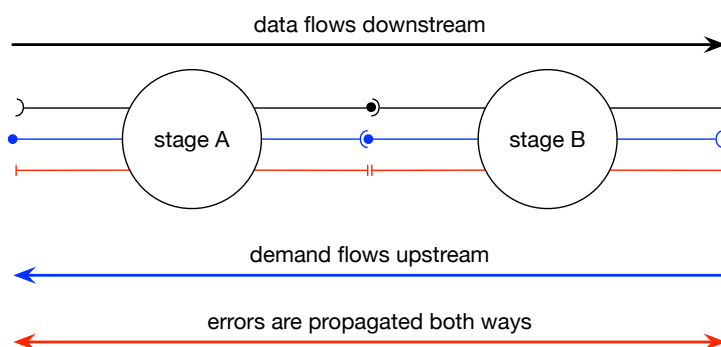 data flows downstream
stage A
stage B
demand flows upstream
errors are propagated both ways